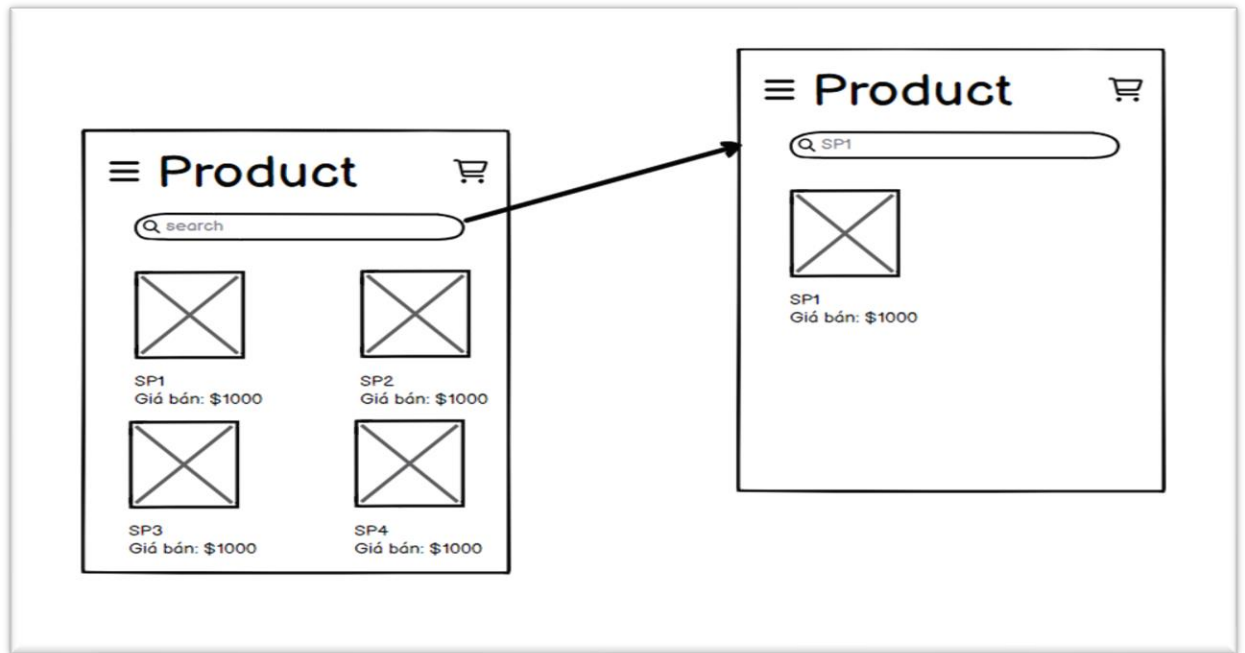 Product
search
SP1
Giá bán: $1000
SP2
Giá bán: $1000
SP3
Giá bán: $1000
SP4
Giá bán: $1000
Product
SP1
SP1
Giá bán: $1000